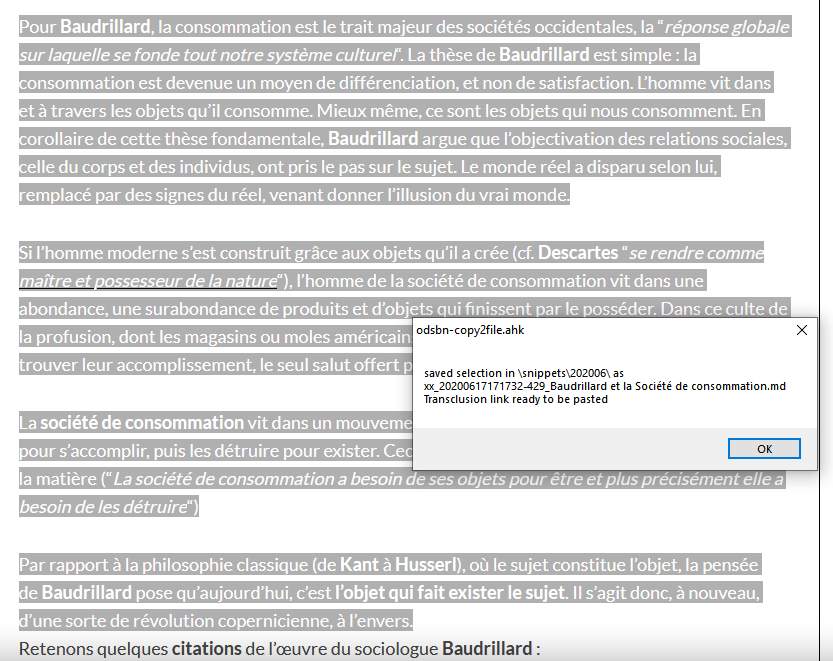 Pour Baudrillard, la consommation est le trait majeur des sociétés occidentales, la “réponse globale
sur laquelle se fonde tout notre système culturel“. La thèse de Baudrillard est simple : la
consommation est devenue un moyen de différenciation, et non de satisfaction. L’homme vit dans
et à travers les objets qu’il consomme. Mieux même, ce sont les objets qui nous consomment. En
corollaire de cette thèse fondamentale, Baudrillard argue que l’objectivation des relations sociales,
celle du corps et des individus, ont pris le pas sur le sujet. Le monde réel a disparu selon lui,
remplacé par des signes du réel, venant donner l’illusion du vrai monde.
Si l’homme moderne s’est construit grâce aux objets qu’il a crée (cf. Descartes “se rendre comme
maître et possesseur de la nature“), l’homme de la société de consommation vit dans une
abondance, une surabondance de produits et d’objets qui finissent par le posséder. Dans ce culte de
la profusion, dont les magasins ou moles américains
trouver leur accomplissement, le seul salut offert
La société de consommation vit dans un mouveme
pour s’accomplir, puis les détruire pour exister. Cec
la matière (“La société de consommation a besoin de ses objets pour être et plus précisément elle a
besoin de les détruire“)
Par rapport à la philosophie classique (de Kant à Husserl), où le sujet constitue l’objet, la pensée
de Baudrillard pose qu’aujourd’hui, c’est l’objet qui fait exister le sujet. Il s’agit donc, à nouveau,
d’une sorte de révolution copernicienne, à l’envers.
Retenons quelques citations de l’œuvre du sociologue Baudrillard :
odsbn-copy2file.ahk
saved selection in \snippets\202006\ as
xx_20200617171732-429_Baudrillard et la Société de consommation.md
Transclusion link ready to be pasted
OK